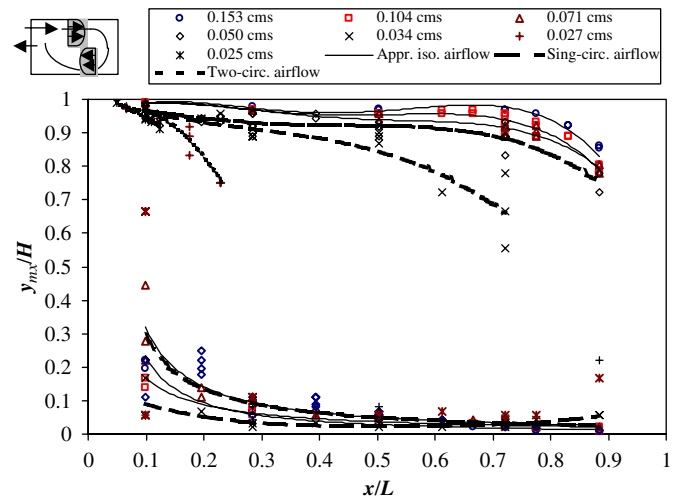 0.153 cms 0.104 cms 0.071 cms
0.050 cms 0.034 cms 0.027 cms
0.025 cms Appr. iso. airflow Sing-circ. airflow
Two-circ. airflow
1
0.9
0.8
0.7
0.6
0.5
0.4
0.3
0.2
0.1
0
y_mx/H
0 0.1 0.2 0.3 0.4 0.5 0.6 0.7 0.8 0.9 1
x/L